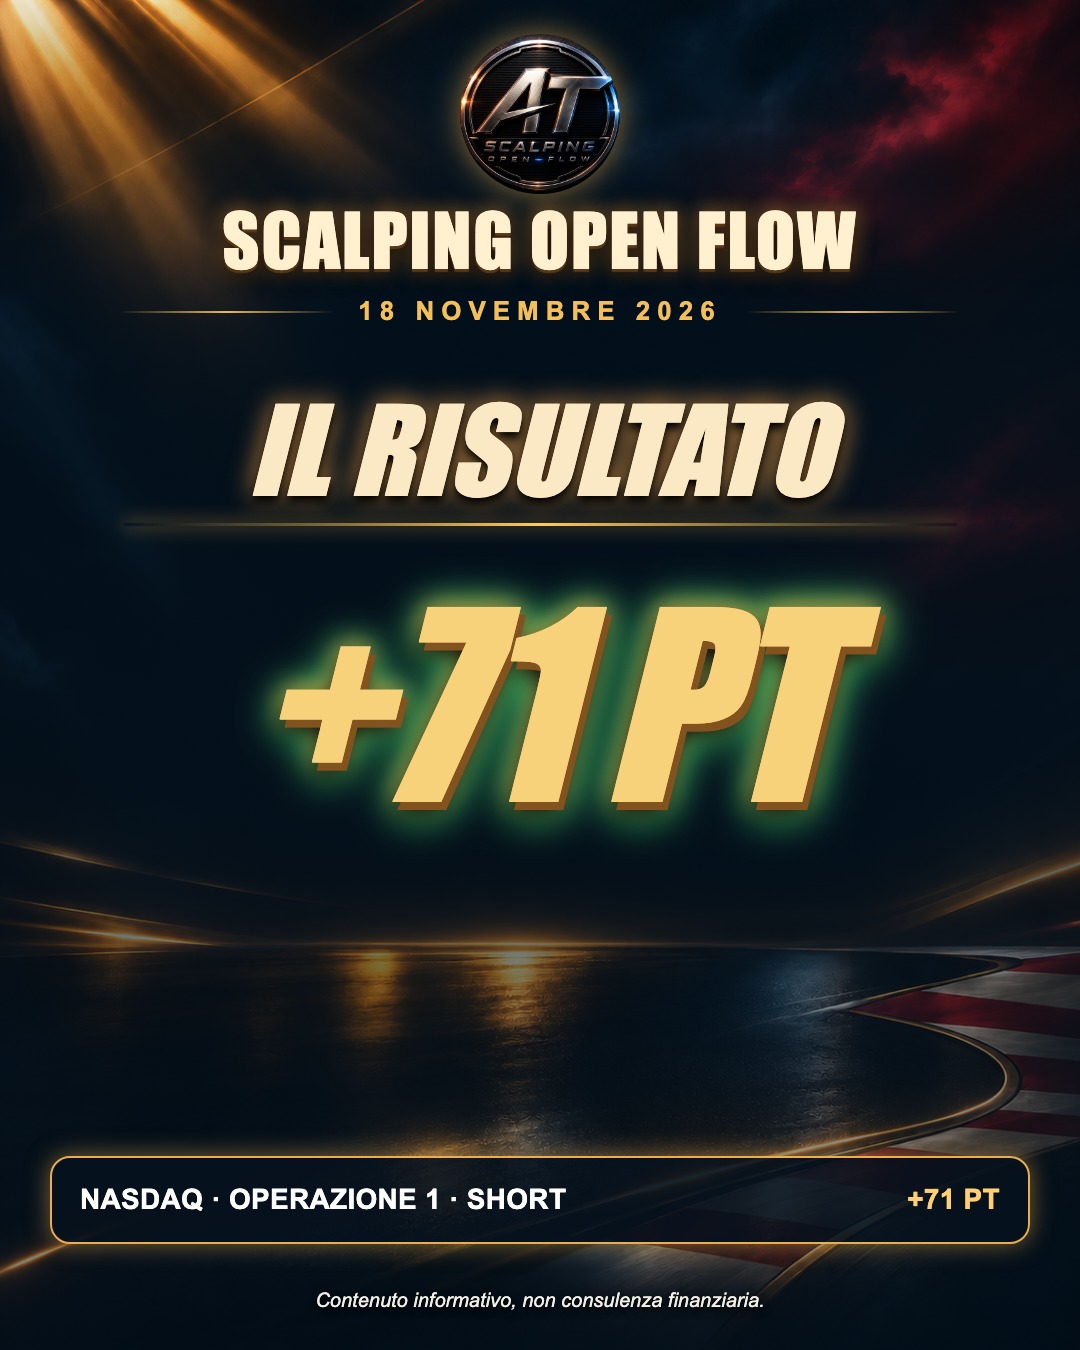 AT
SCALPING
OPEN FLOW
SCALPING OPEN FLOW
18 NOVEMBRE 2026
IL RISULTATO
+71 PT
NASDAQ · OPERAZIONE 1 · SHORT +71 PT
Contenuto informativo, non consulenza finanziaria.